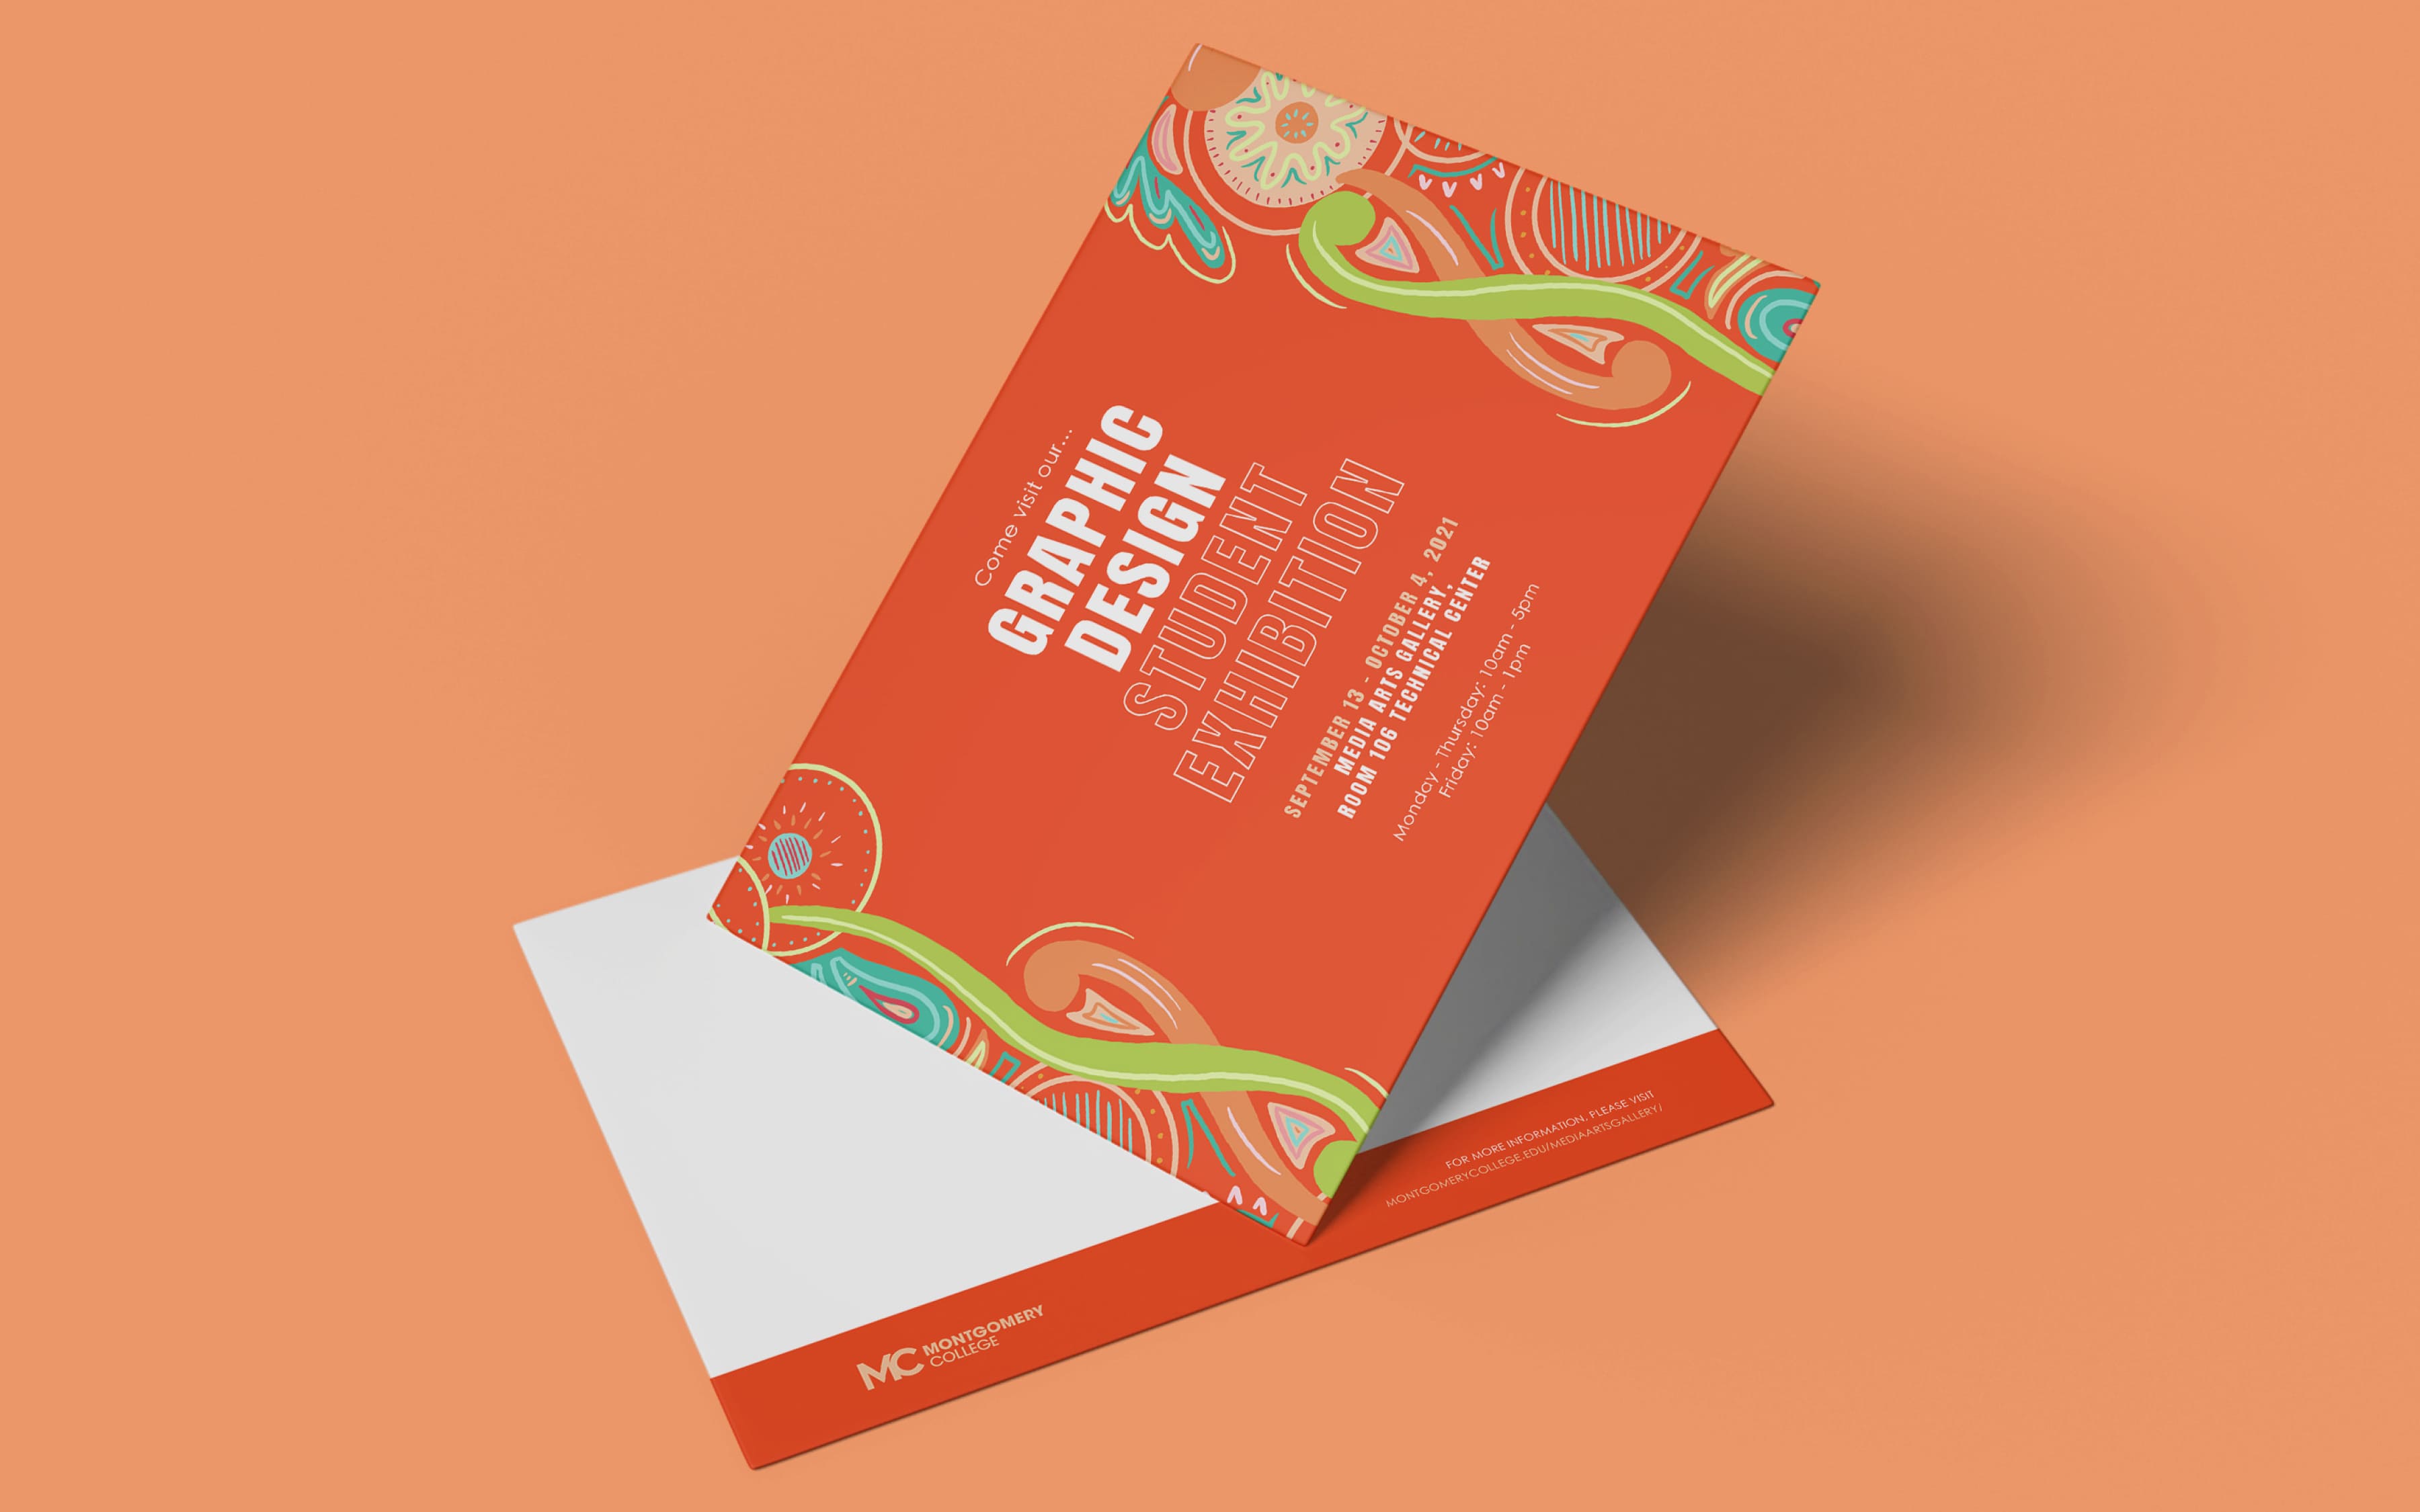 Come visit our...
GRAPHIC
DESIGN
STUDENT
EXHIBITION
SEPTEMBER 13 - OCTOBER 4, 2021
MEDIA ARTS GALLERY,
ROOM 106 TECHNICAL CENTER
Monday - Thursday: 10am - 5pm
Friday: 10am - 1pm
FOR MORE INFORMATION, PLEASE VISIT
MONTGOMERYCOLLEGE.EDU/MEDIAARTSGALLERY/
MC MONTGOMERY
COLLEGE